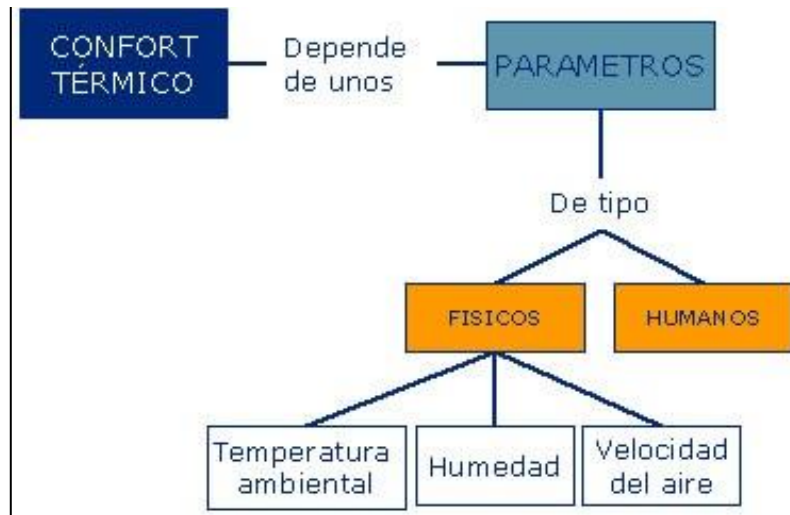 CONFORT
TÉRMICO
Depende
de unos
PARAMETROS
De tipo
FISICOS
HUMANOS
Temperatura
ambiental
Humedad
Velocidad
del aire